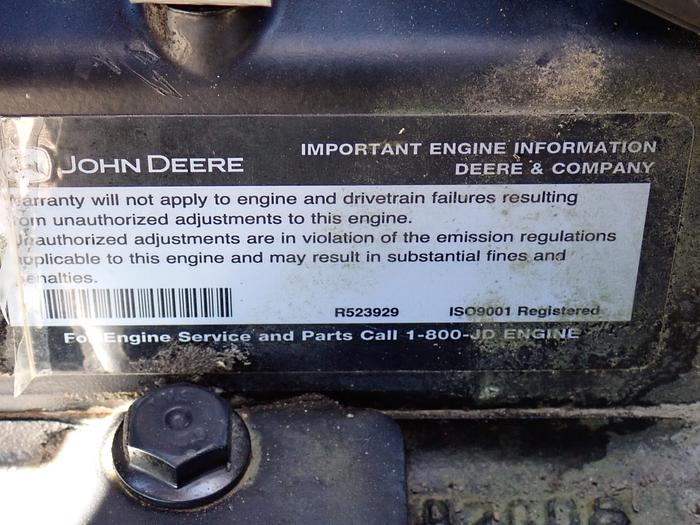 JOHN DEERE
IMPORTANT ENGINE INFORMATION
DEERE & COMPANY
arranty will not apply to engine and drivetrain failures resulting
om unauthorized adjustments to this engine.
nauthorized adjustments are in violation of the emission regulations
pplicable to this engine and may result in substantial fines and
enalties.
R523929 ISO9001 Registered
For Engine Service and Parts Call 1-800-JD ENGINE